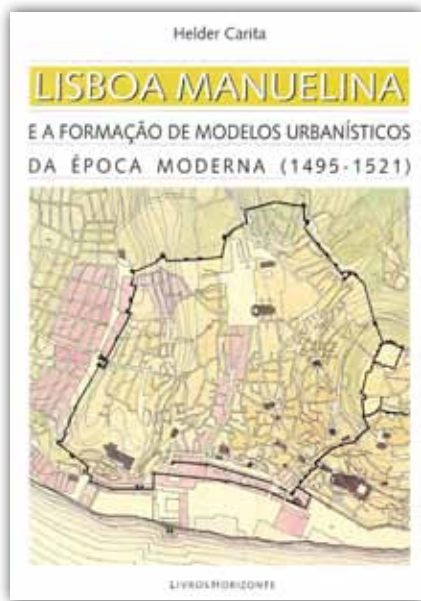 Helder Carita
LISBOA MANUELINA
E A FORMAÇÃO DE MODELOS URBANÍSTICOS
DA ÉPOCA MODERNA (1495-1521)
LIVROS HORIZONTE